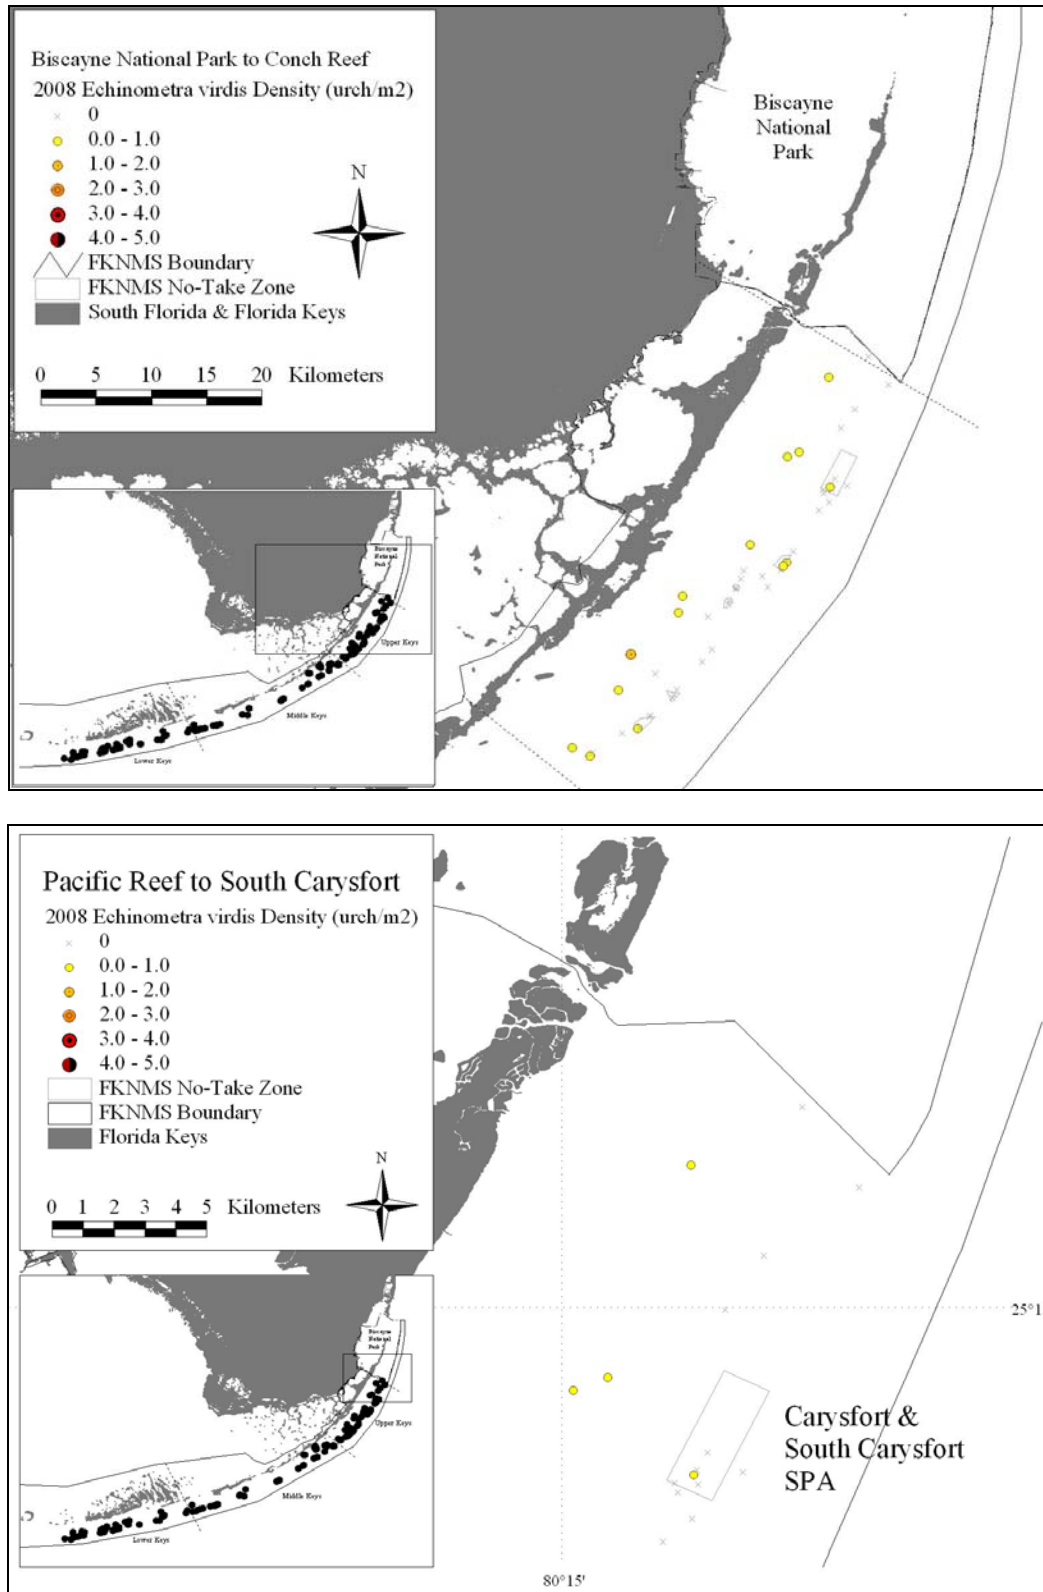 Biscayne National Park to Conch Reef
2008 Echinometra virdis Density (urch/m2)
0
0.0 - 1.0
1.0 - 2.0
2.0 - 3.0
3.0 - 4.0
4.0 - 5.0
FKNMS Boundary
FKNMS No-Take Zone
South Florida & Florida Keys
N
0 5 10 15 20 Kilometers
Biscayne
National
Park
Biscayne
National
Park
Upper Keys
Middle Keys
Lower Keys
Pacific Reef to South Carysfort
2008 Echinometra virdis Density (urch/m2)
0
0.0 - 1.0
1.0 - 2.0
2.0 - 3.0
3.0 - 4.0
4.0 - 5.0
FKNMS No-Take Zone
FKNMS Boundary
Florida Keys
N
0 1 2 3 4 5 Kilometers
Biscayne
National
Park
Upper Keys
Middle Keys
Lower Keys
25°1
Carysfort &
South Carysfort
SPA
80°15'